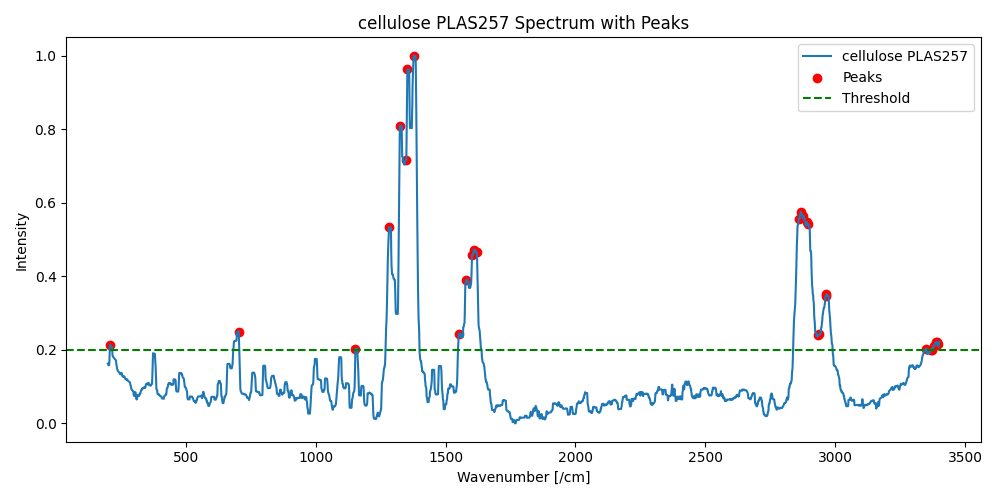 cellulose PLAS257 Spectrum with Peaks
cellulose PLAS257
Peaks
Threshold
Intensity
1.0
0.8
0.6
0.4
0.2
0.0
500 1000 1500 2000 2500 3000 3500
Wavenumber [/cm]